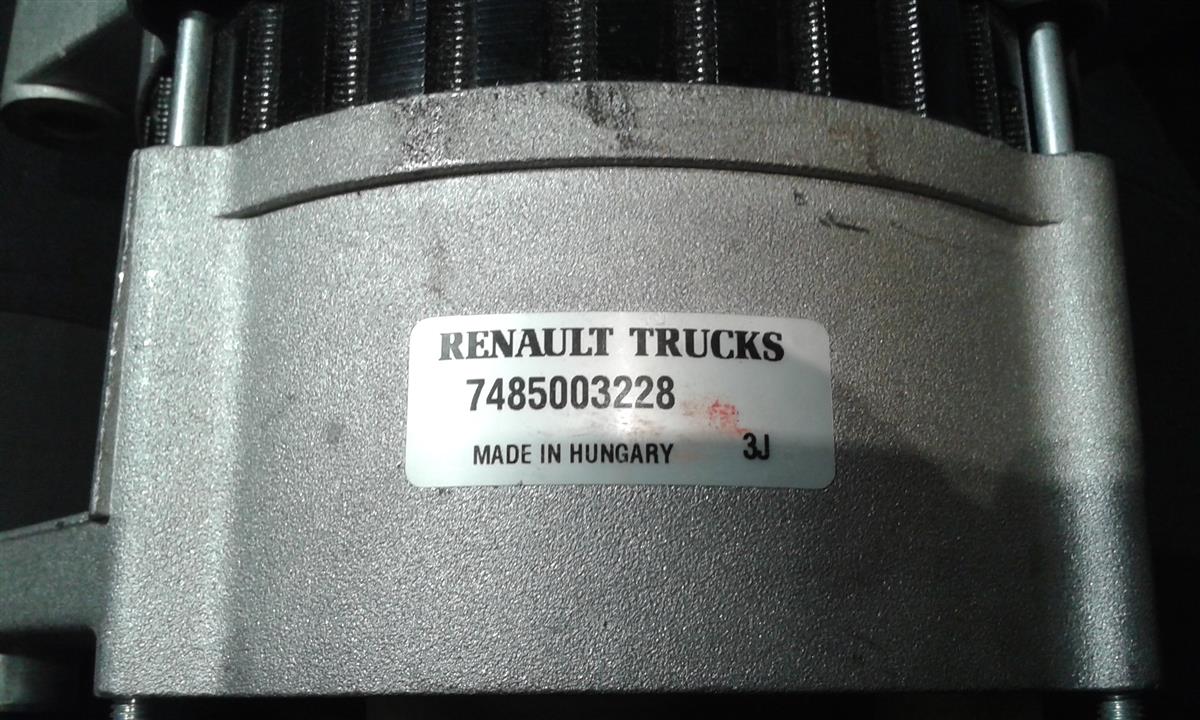 RENAULT TRUCKS
7485003228
MADE IN HUNGARY 3J